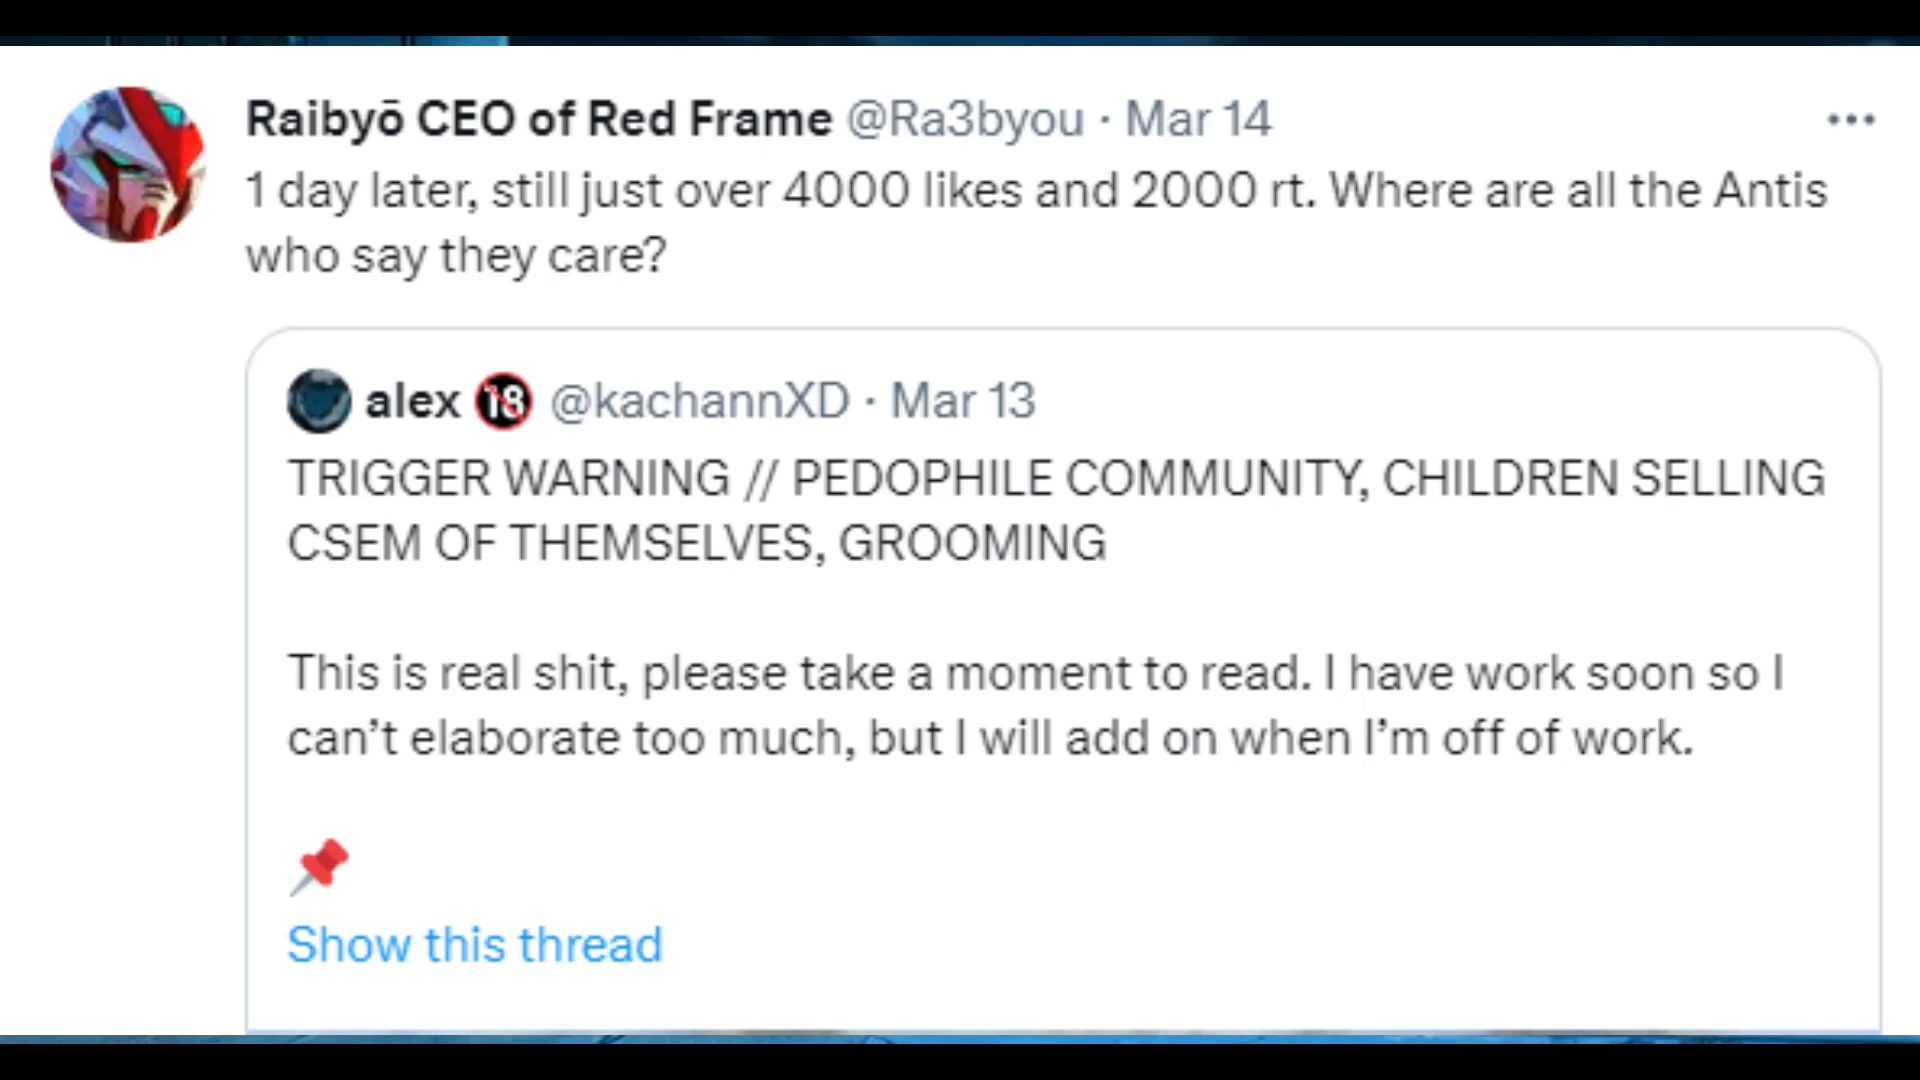 Raibyō CEO of Red Frame @Ra3byou · Mar 14
1 day later, still just over 4000 likes and 2000 rt. Where are all the Antis
who say they care?
alex 🔞 @kachannXD · Mar 13
TRIGGER WARNING // PEDOPHILE COMMUNITY, CHILDREN SELLING
CSEM OF THEMSELVES, GROOMING
This is real shit, please take a moment to read. I have work soon so I
can’t elaborate too much, but I will add on when I’m off of work.
📌
Show this thread